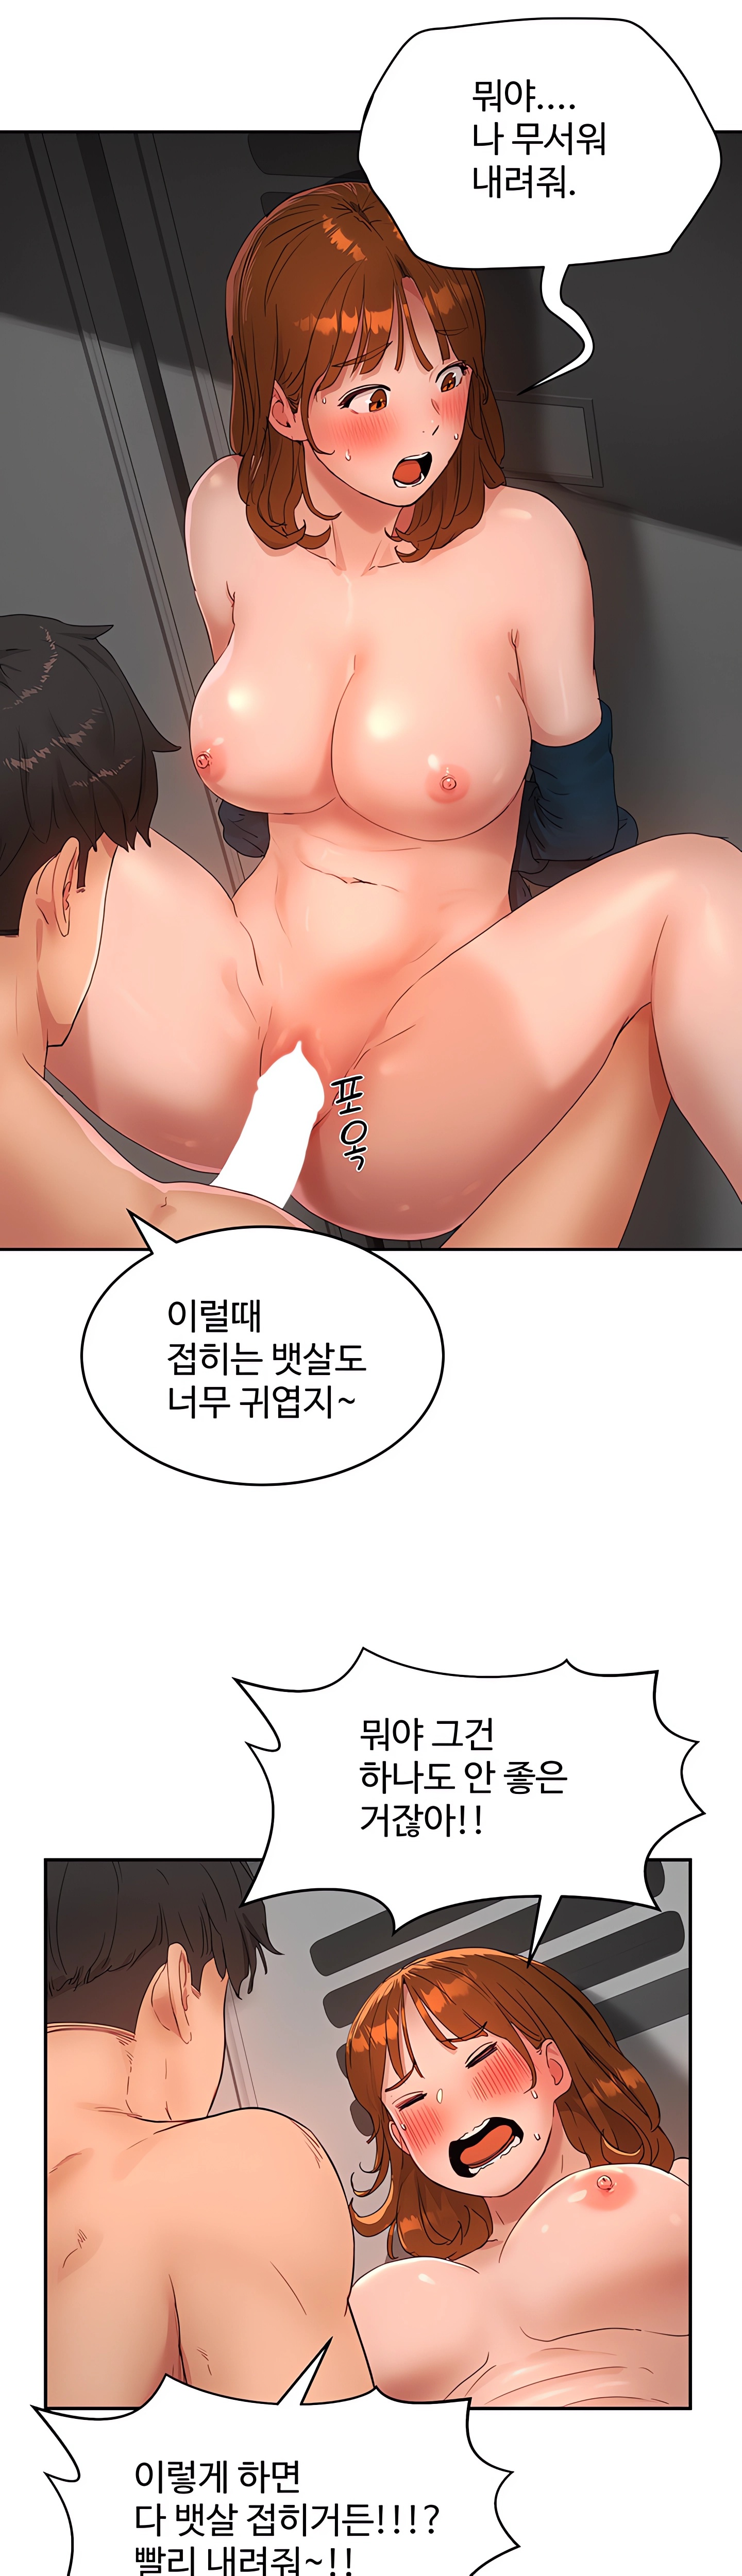 뭐야....
나 무서워
내려줘.
포옥
이럴때
접히는 뱃살도
너무 귀엽지~
뭐야 그건
하나도 안 좋은
거잖아!!
이렇게 하면
다 뱃살 접히거든!!!?
빨리 내려줘~!!